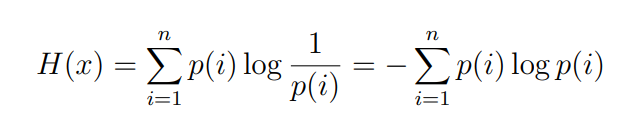 H(x) = \sum_{i=1}^{n} p(i) \log \frac{1}{p(i)} = - \sum_{i=1}^{n} p(i) \log p(i)